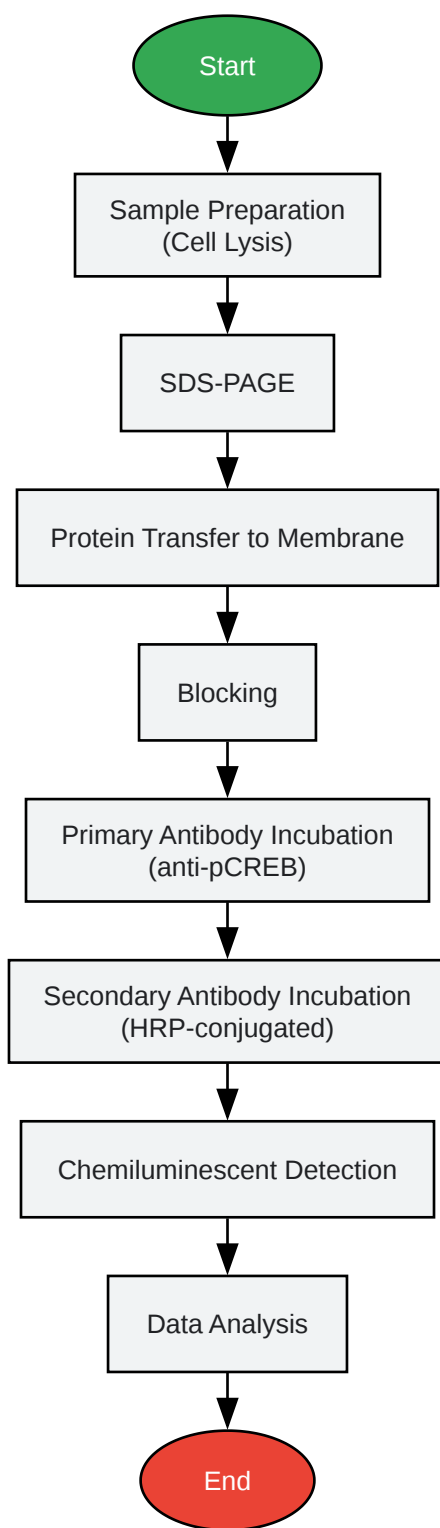 Start
Sample Preparation
(Cell Lysis)
SDS-PAGE
Protein Transfer to Membrane
Blocking
Primary Antibody Incubation
(anti-pCREB)
Secondary Antibody Incubation
(HRP-conjugated)
Chemiluminescent Detection
Data Analysis
End